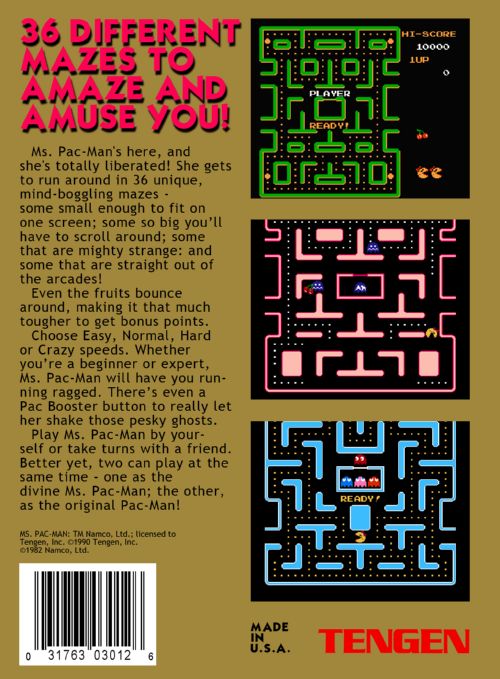 36 DIFFERENT
MAZES TO
AMAZE AND
AMUSE YOU!
Ms. Pac-Man's here, and
she's totally liberated! She gets
to run around in 36 unique,
mind-boggling mazes -
some small enough to fit on
one screen; some so big you'll
have to scroll around; some
that are mighty strange: and
some that are straight out of
the arcades!
Even the fruits bounce
around, making it that much
tougher to get bonus points.
Choose Easy, Normal, Hard
or Crazy speeds. Whether
you're a beginner or expert,
Ms. Pac-Man will have you run-
ning ragged. There's even a
Pac Booster button to really let
her shake those pesky ghosts.
Play Ms. Pac-Man by your-
self or take turns with a friend.
Better yet, two can play at the
same time - one as the
divine Ms. Pac-Man; the other,
as the original Pac-Man!
MS. PAC-MAN: TM Namco, Ltd.; licensed to
Tengen, Inc. ©1990 Tengen, Inc.
©1982 Namco, Ltd.
0 31763 03012 6
HI-SCORE
10000
1UP
0
PLAYER
READY!
READY!
MADE
IN
U.S.A.
TENGEN